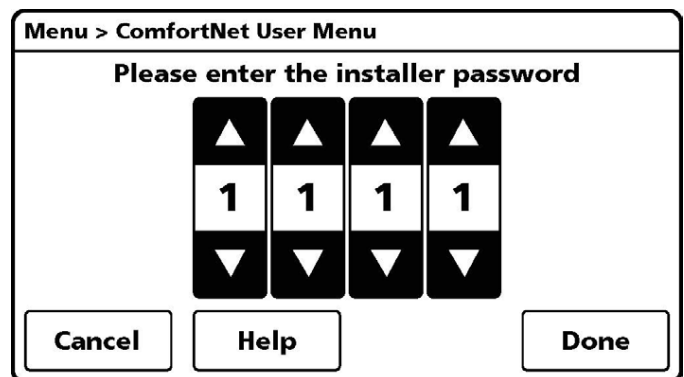 Menu > ComfortNet User Menu
Please enter the installer password
1 1 1 1
Cancel Help Done